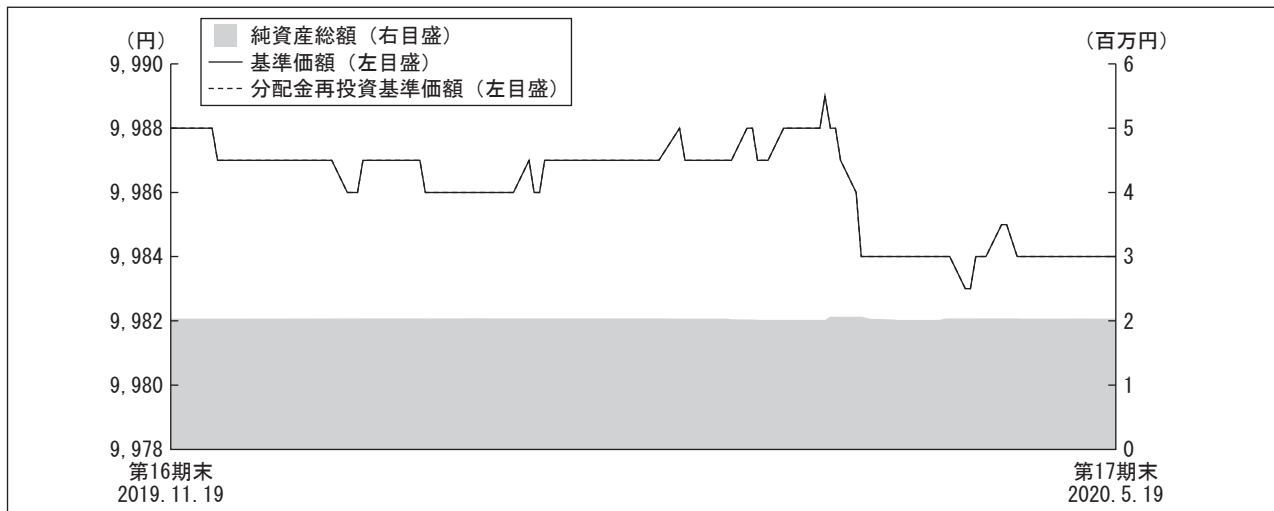 純資産総額（右目盛）
基準価額（左目盛）
分配金再投資基準価額（左目盛）
（円）
（百万円）
9,990
9,988
9,986
9,984
9,982
9,980
9,978
6
5
4
3
2
1
0
第16期末
2019.11.19
第17期末
2020.5.19